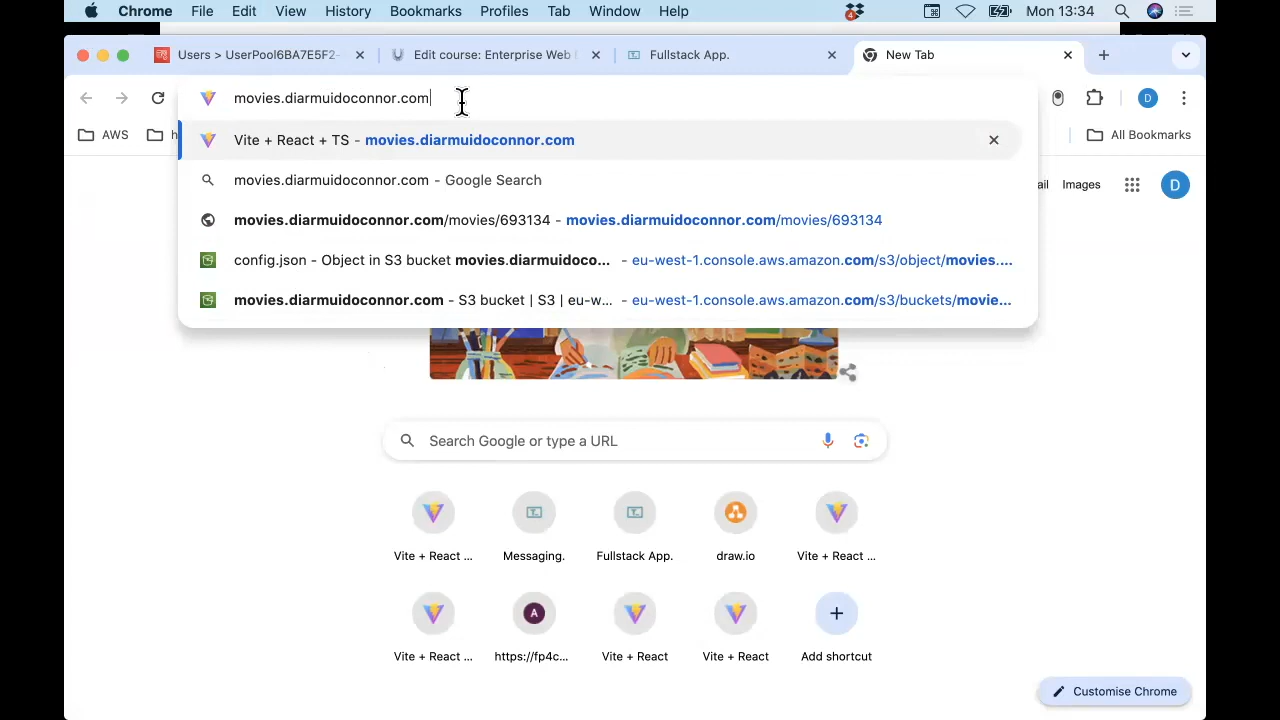 Chrome File Edit View History Bookmarks Profiles Tab Window Help 4 Mon 13:34
Users > UserPool6BA7E5F2- Edit course: Enterprise Web Fullstack App. New Tab
movies.diarmuidoconnor.com D
AWS All Bookmarks
Vite + React + TS - movies.diarmuidoconnor.com
movies.diarmuidoconnor.com - Google Search
Images D
movies.diarmuidoconnor.com/movies/693134 - movies.diarmuidoconnor.com/movies/693134
config.json - Object in S3 bucket movies.diarmuidoco... - eu-west-1.console.aws.amazon.com/s3/object/movies....
movies.diarmuidoconnor.com - S3 bucket | S3 | eu-w... - eu-west-1.console.aws.amazon.com/s3/buckets/movie...
Search Google or type a URL
Vite + React ... Messaging. Fullstack App. draw.io Vite + React ...
A
Vite + React ... https://fp4c... Vite + React Vite + React Add shortcut
Customise Chrome